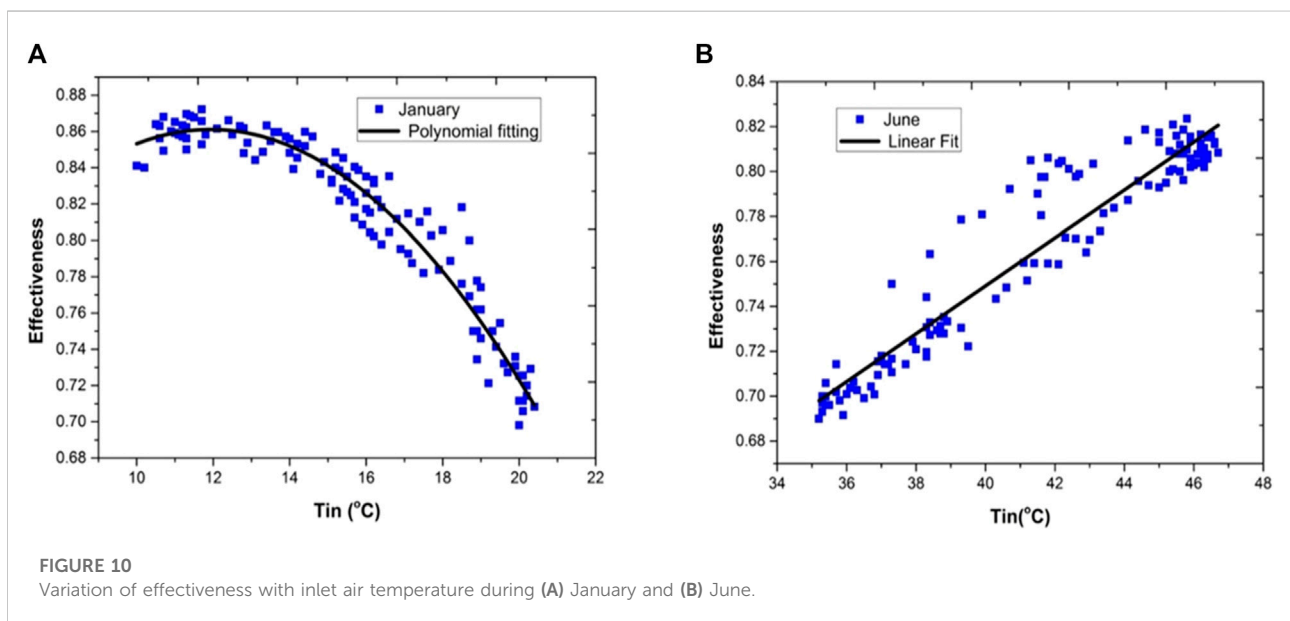 A
B
0.88
0.86
0.84
0.82
0.80
0.78
0.76
0.74
0.72
0.70
0.68
Effectiveness
January
Polynomial fitting
10
12
14
16
18
20
22
Tin (°C)
0.84
0.82
0.80
0.78
0.76
0.74
0.72
0.70
0.68
Effectiveness
June
Linear Fit
34
36
38
40
42
44
46
48
Tin(°C)
FIGURE 10
Variation of effectiveness with inlet air temperature during (A) January and (B) June.